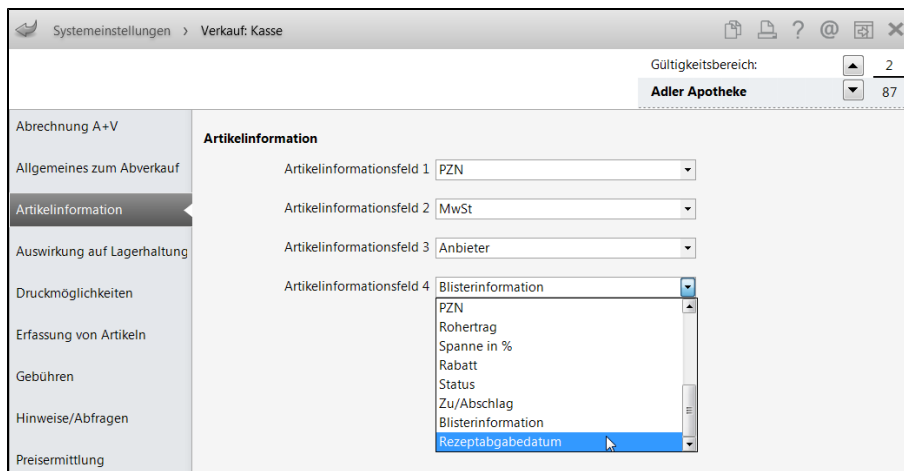 Systemeinstellungen › Verkauf: Kasse
Gültigkeitsbereich: 2
Adler Apotheke 87
Abrechnung A+V
Allgemeines zum Abverkauf
Artikelinformation
Auswirkung auf Lagerhaltung
Druckmöglichkeiten
Erfassung von Artikeln
Gebühren
Hinweise/Abfragen
Preisermittlung
Artikelinformation
Artikelinformationsfeld 1 PZN
Artikelinformationsfeld 2 MwSt
Artikelinformationsfeld 3 Anbieter
Artikelinformationsfeld 4 Blisterinformation
PZN
Rohertrag
Spanne in %
Rabatt
Status
Zu/Abschlag
Blisterinformation
Rezeptabgabedatum